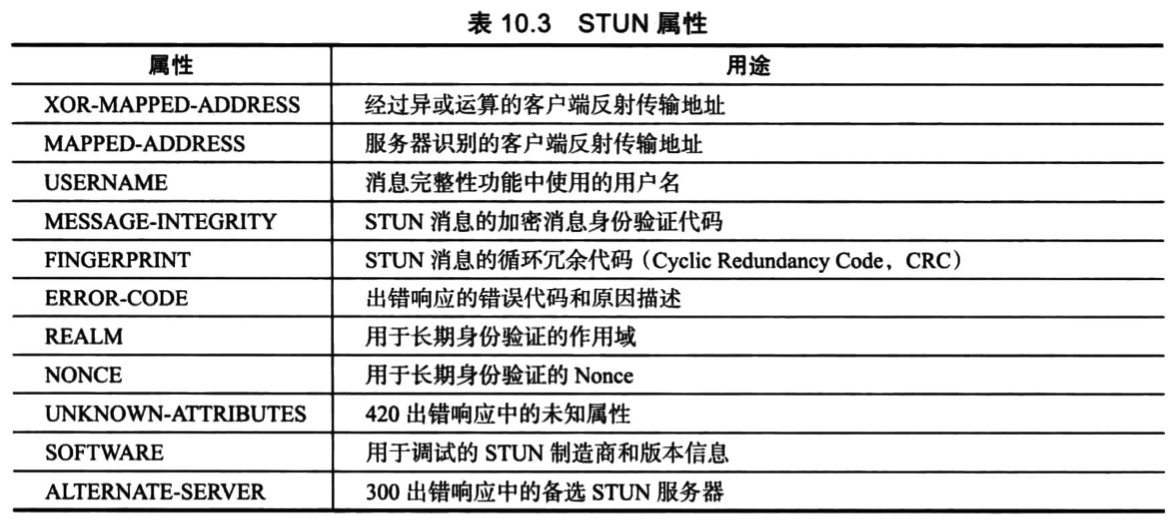 表 10.3 STUN 属性
属性 用途
XOR-MAPPED-ADDRESS 经过异或运算的客户端反射传输地址
MAPPED-ADDRESS 服务器识别的客户端反射传输地址
USERNAME 消息完整性功能中使用的用户名
MESSAGE-INTEGRITY STUN 消息的加密消息身份验证代码
FINGERPRINT STUN 消息的循环冗余代码（Cyclic Redundancy Code，CRC）
ERROR-CODE 出错响应的错误代码和原因描述
REALM 用于长期身份验证的作用域
NONCE 用于长期身份验证的 Nonce
UNKNOWN-ATTRIBUTES 420 出错响应中的未知属性
SOFTWARE 用于调试的 STUN 制造商和版本信息
ALTERNATE-SERVER 300 出错响应中的备选 STUN 服务器